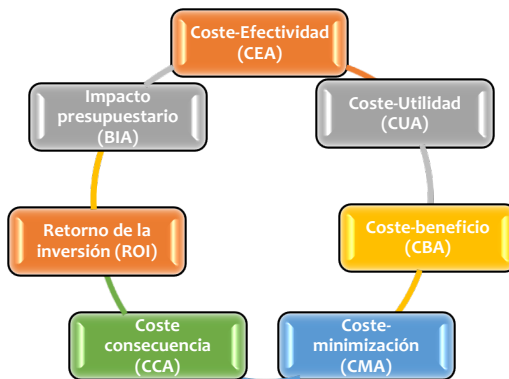 Coste-Efectividad
(CEA)
Impacto
presupuestario
(BIA)
Coste-Utilidad
(CUA)
Retorno de la
inversión (ROI)
Coste-beneficio
(CBA)
Coste
consecuencia
(CCA)
Coste-
minimización
(CMA)